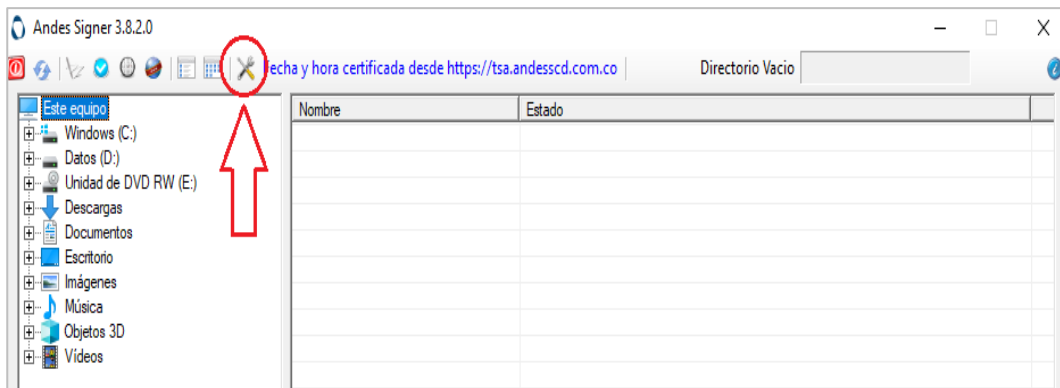 Andes Signer 3.8.2.0
echa y hora certificada desde https://tsa.andesscd.com.co
Directorio Vacio
Este equipo
Nombre
Estado
Windows (C:)
Datos (D:)
Unidad de DVD RW (E:)
Descargas
Documentos
Escritorio
Imágenes
Música
Objetos 3D
Vídeos